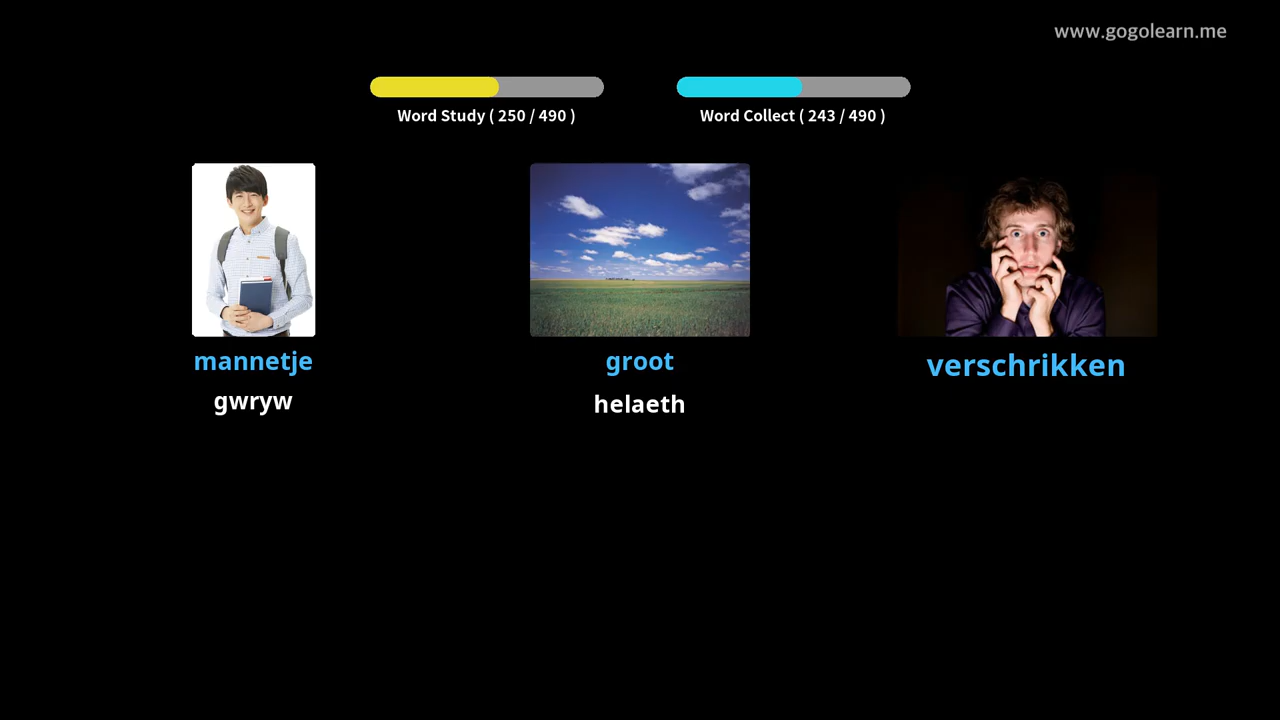 www.gogolearn.me
Word Study ( 250 / 490 )
Word Collect ( 243 / 490 )
mannetje
gwryw
groot
helaeth
verschrikken